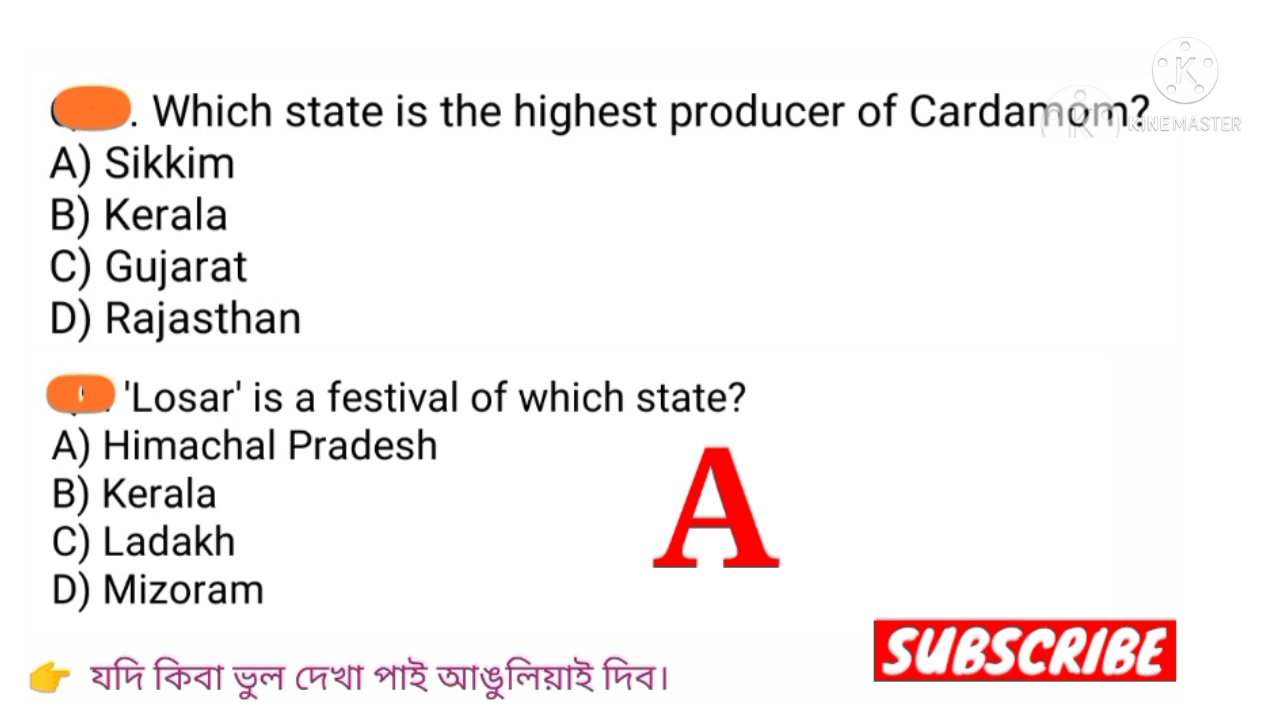 . Which state is the highest producer of Cardamom?
KINEMASTER
A) Sikkim
B) Kerala
C) Gujarat
D) Rajasthan
'Losar' is a festival of which state?
A) Himachal Pradesh
B) Kerala
C) Ladakh
D) Mizoram
A
SUBSCRIBE
👉 যদি কিবা ভুল দেখা পাই আঙুলিয়াই দিব।